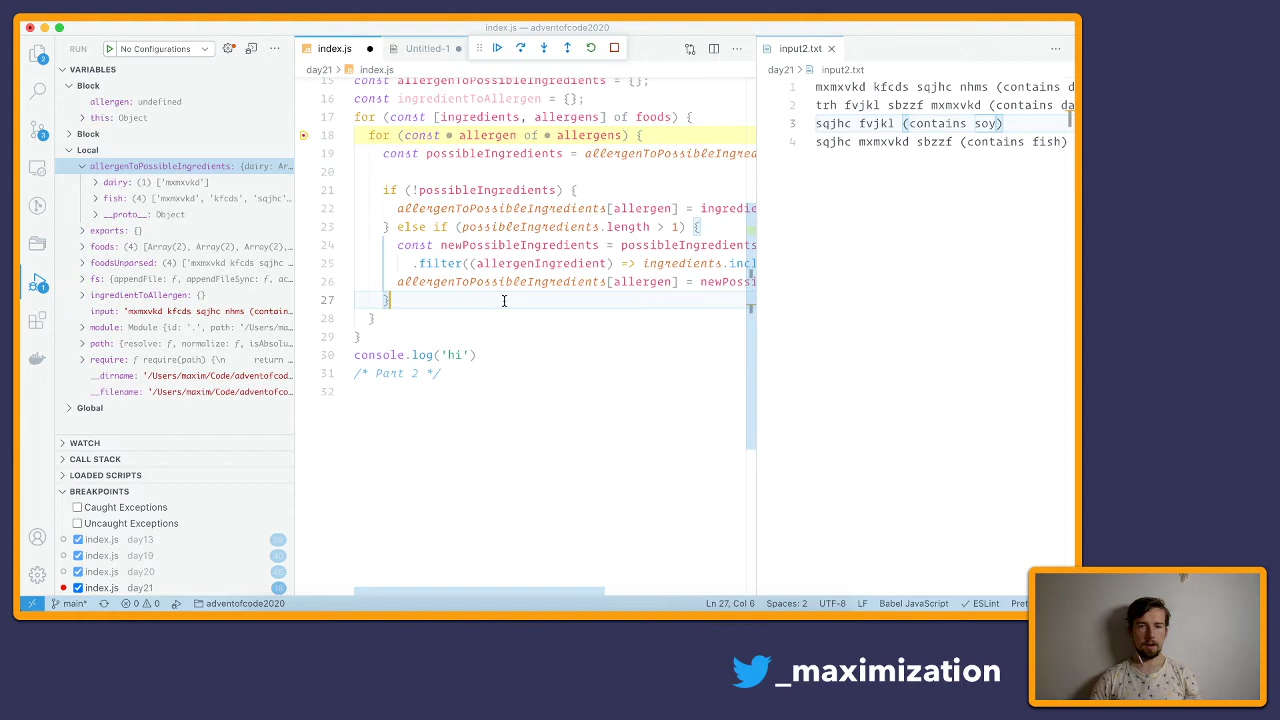 index.js — adventofcode2020
RUN
No Configurations
index.js
Untitled-1
input2.txt
VARIABLES
Block
allergen: undefined
this: Object
Block
Local
allergenToPossibleIngredients: {dairy: Ar…
dairy: (1) ['mxmxvkd']
fish: (4) ['mxmxvkd', 'kfcds', 'sqjhc'…
__proto__: Object
exports: {}
foods: (4) [Array(2), Array(2), Array(2),…
foodsUnparsed: (4) […
fs: {appendFile: ƒ, appendFileSync: ƒ, ac…
ingredientToAllergen: {}
input: 'mxmxvkd kfcds sqjhc nhms (contain…
module: Module {id: '.', path: '/Users/ma…
path: {resolve: ƒ, normalize: ƒ, isAbsolu…
require: ƒ require(path) {\n return …
__dirname: '/Users/maxim/Code/adventofcod…
__filename: '/Users/maxim/Code/adventofco…
Global
WATCH
CALL STACK
LOADED SCRIPTS
BREAKPOINTS
Caught Exceptions
Uncaught Exceptions
index.js day13
index.js day19
index.js day20
index.js day21 18
day21 > index.js
15 const allergenToPossibleIngredients = {};
16 const ingredientToAllergen = {};
17 for (const [ingredients, allergens] of foods) {
18 for (const allergen of allergens) {
19 const possibleIngredients = allergenToPossibleIngred
20
21 if (!possibleIngredients) {
22 allergenToPossibleIngredients[allergen] = ingredie
23 } else if (possibleIngredients.length > 1) {
24 const newPossibleIngredients = possibleIngredients
25 .filter((allergenIngredient) => ingredients.incl
26 allergenToPossibleIngredients[allergen] = newPossi
27 }
28 }
29 }
30 console.log('hi')
31 /* Part 2 */
32
day21 > input2.txt
1 mxmxvkd kfcds sqjhc nhms (contains d
2 trh fvjkl sbzzf mxmxvkd (contains da
3 sqjhc fvjkl (contains soy)
4 sqjhc mxmxvkd sbzzf (contains fish)
main* 0 0 adventofcode2020 Ln 27, Col 6 Spaces: 2 UTF-8 LF Babel JavaScript ESLint Pret
_maximization